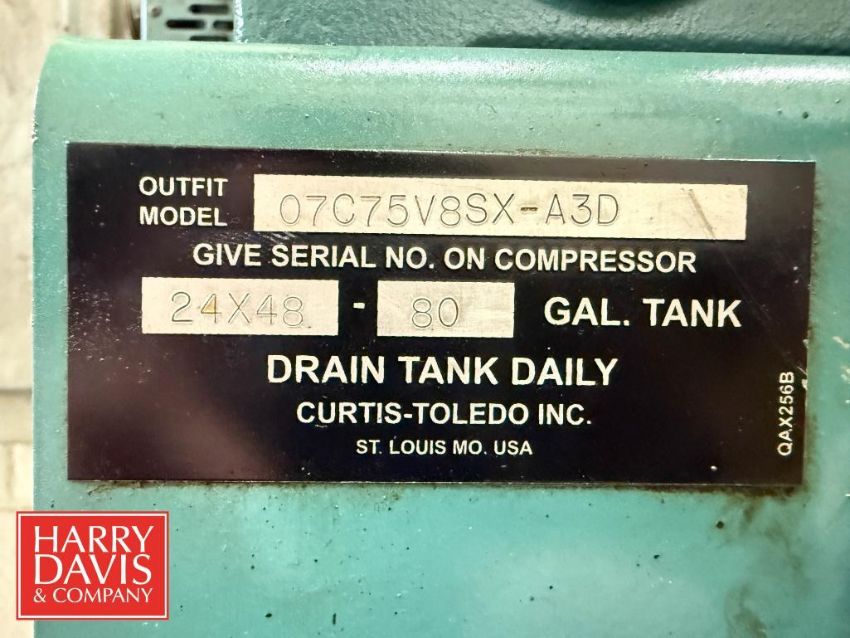 OUTFIT
MODEL 07C75V8SX-A3D
GIVE SERIAL NO. ON COMPRESSOR
24X48 - 80 GAL. TANK
DRAIN TANK DAILY
CURTIS-TOLEDO INC.
ST. LOUIS MO. USA
QAX256B
HARRY
DAVIS
& COMPANY